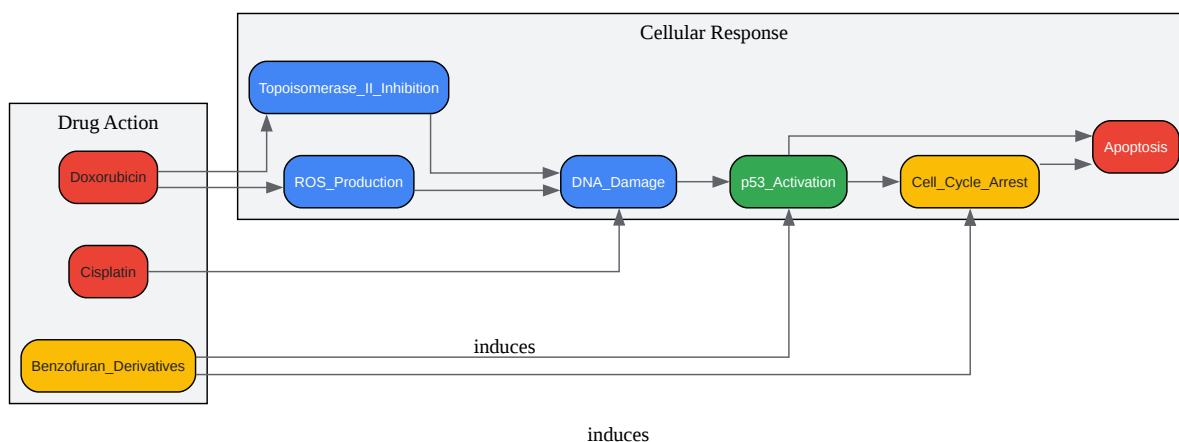 Cellular Response
Topoisomerase_II_Inhibition
Drug Action
Doxorubicin
ROS_Production
DNA_Damage
p53_Activation
Cell_Cycle_Arrest
Apoptosis
Cisplatin
Benzofuran_Derivatives
induces
induces